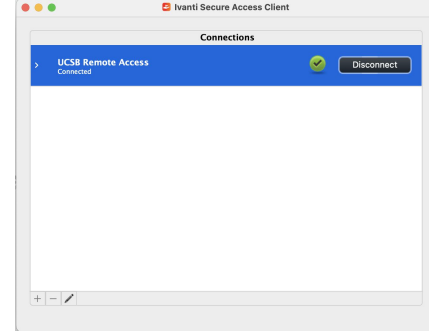 Ivanti Secure Access Client
Connections
UCSB Remote Access
Connected
Disconnect